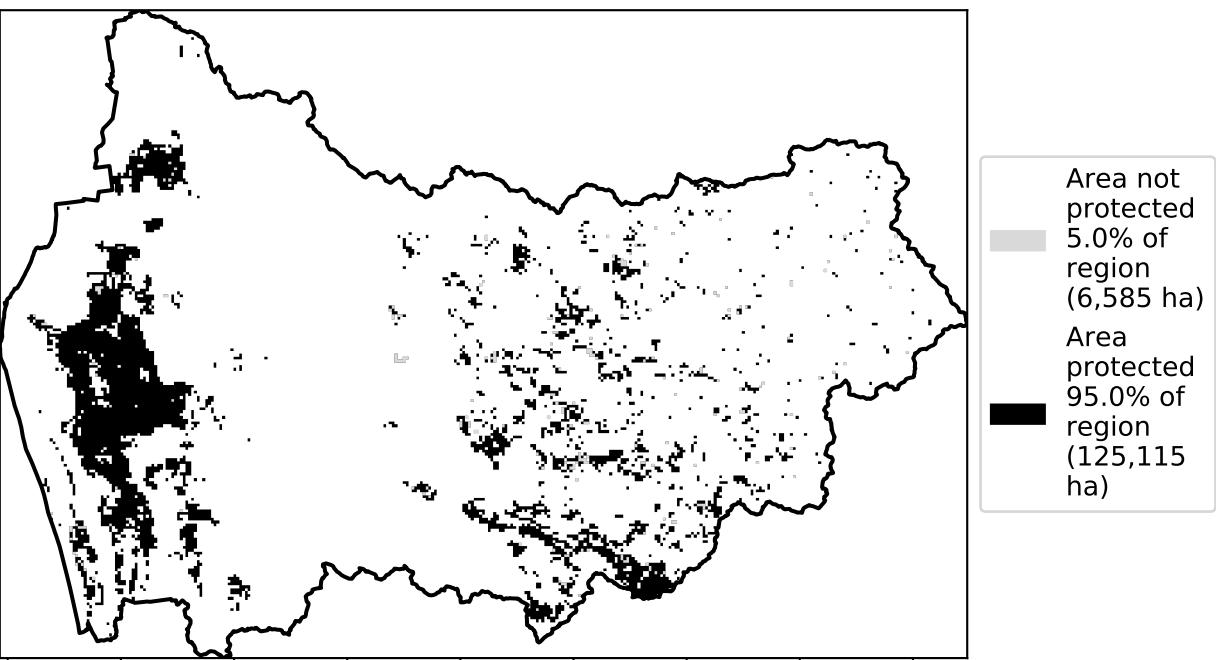 Area not
protected
5.0% of
region
(6,585 ha)
Area
protected
95.0% of
region
(125,115
ha)